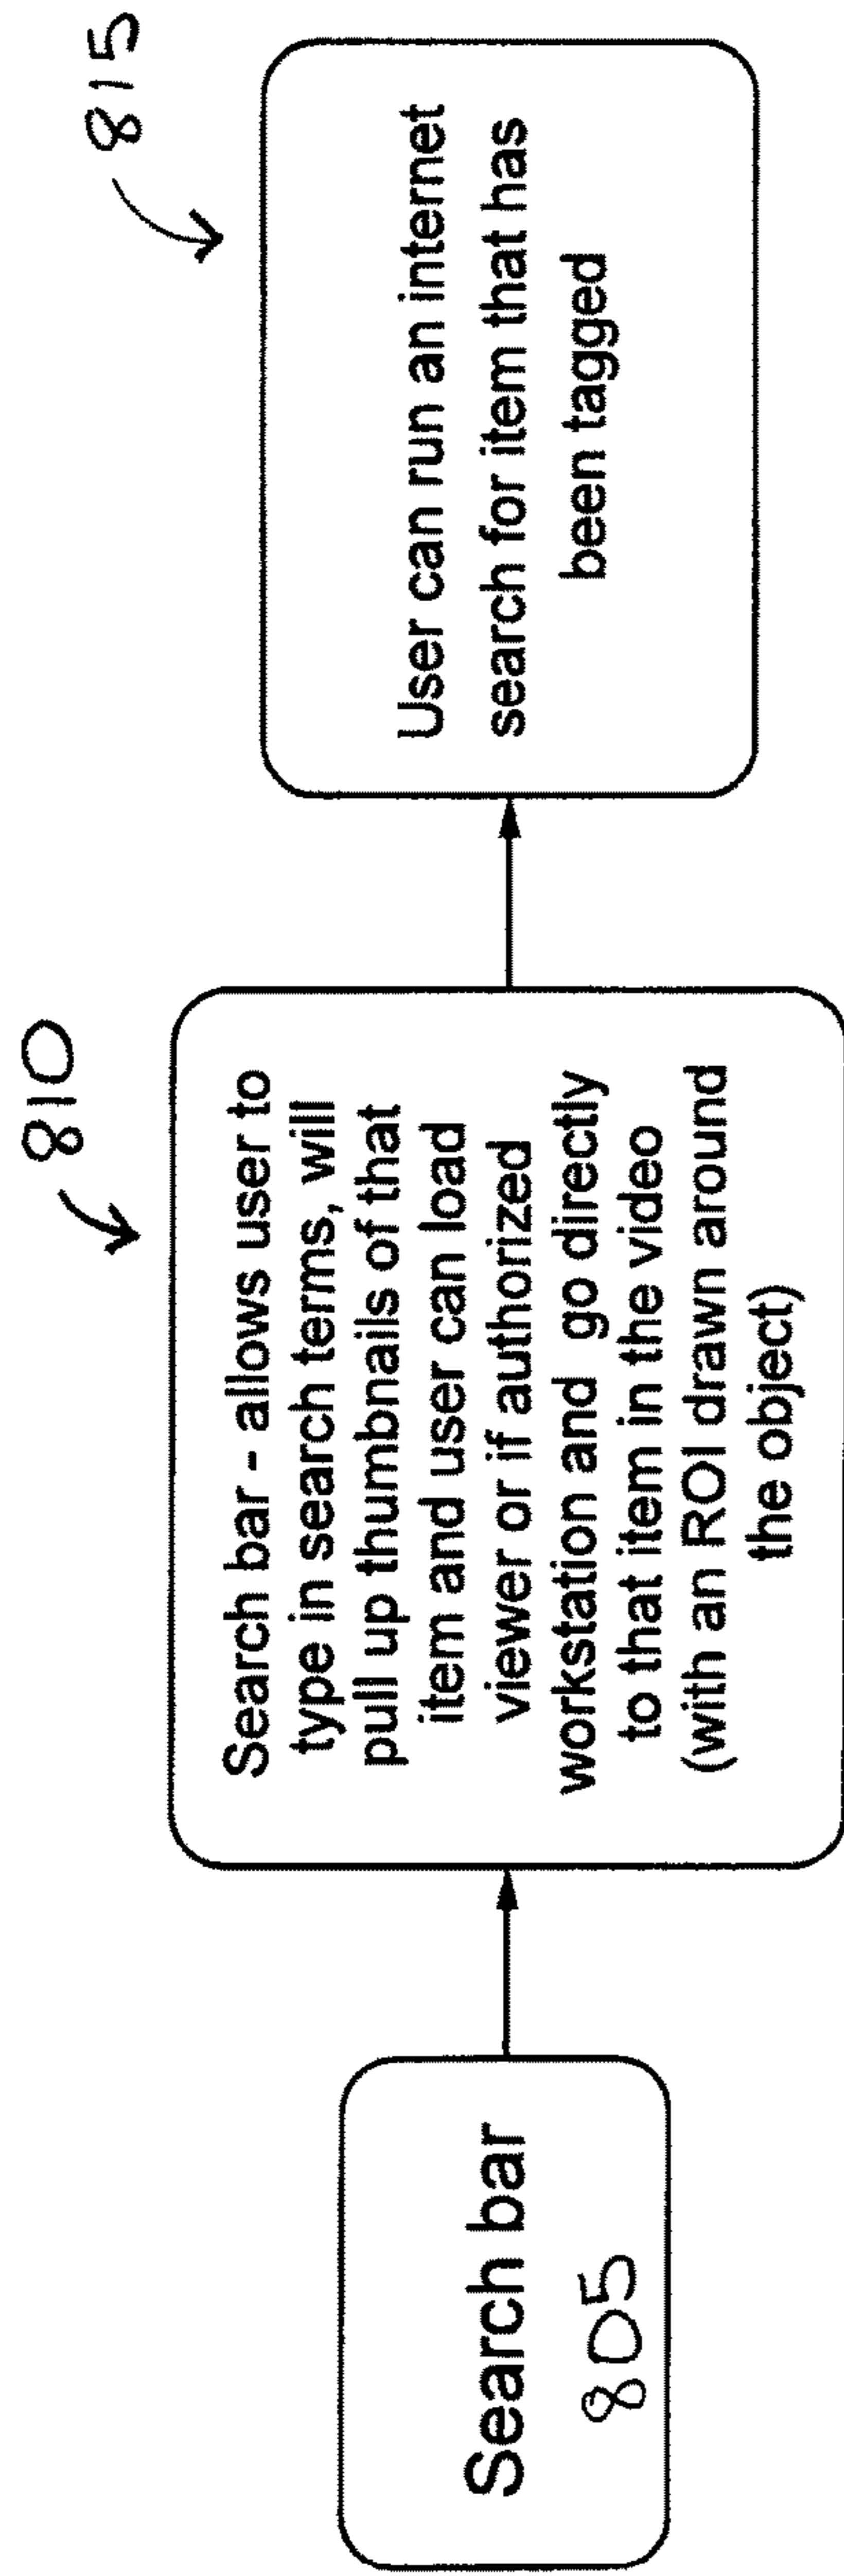 Search bar
805
810
Search bar - allows user to
type in search terms, will
pull up thumbnails of that
item and user can load
viewer or if authorized
workstation and go directly
to that item in the video
(with an ROI drawn around
the object)
815
User can run an internet
search for item that has
been tagged